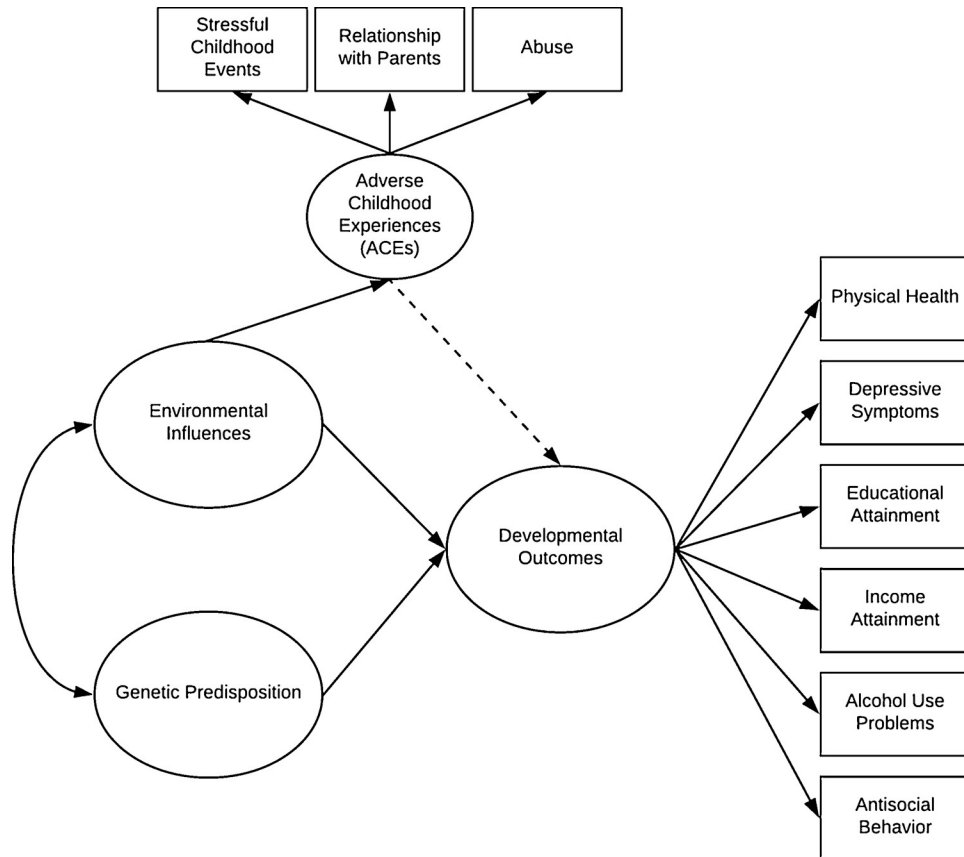 Stressful
Childhood
Events
Relationship
with Parents
Abuse
Adverse
Childhood
Experiences
(ACEs)
Physical Health
Environmental
Influences
Depressive
Symptoms
Educational
Attainment
Developmental
Outcomes
Income
Attainment
Genetic Predisposition
Alcohol Use
Problems
Antisocial
Behavior